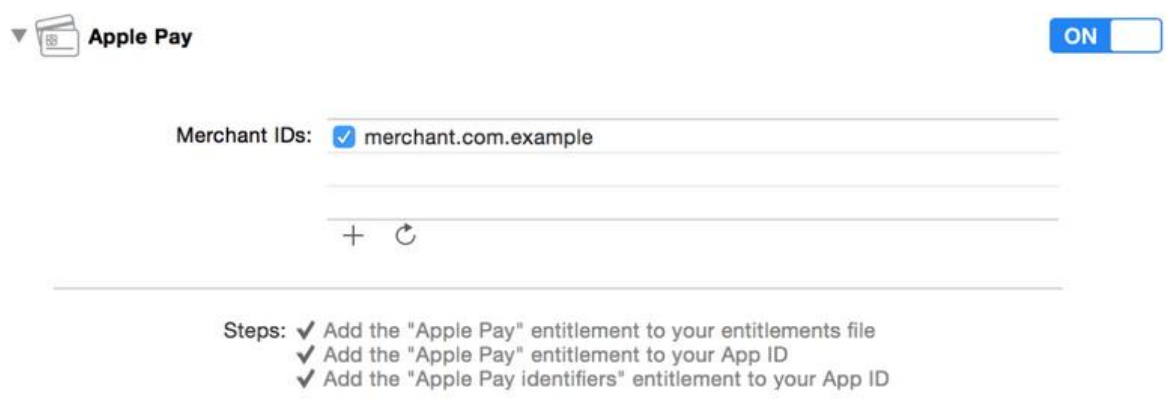 Apple Pay
ON
Merchant IDs: merchant.com.example
Steps: ✓ Add the "Apple Pay" entitlement to your entitlements file
✓ Add the "Apple Pay" entitlement to your App ID
✓ Add the "Apple Pay identifiers" entitlement to your App ID